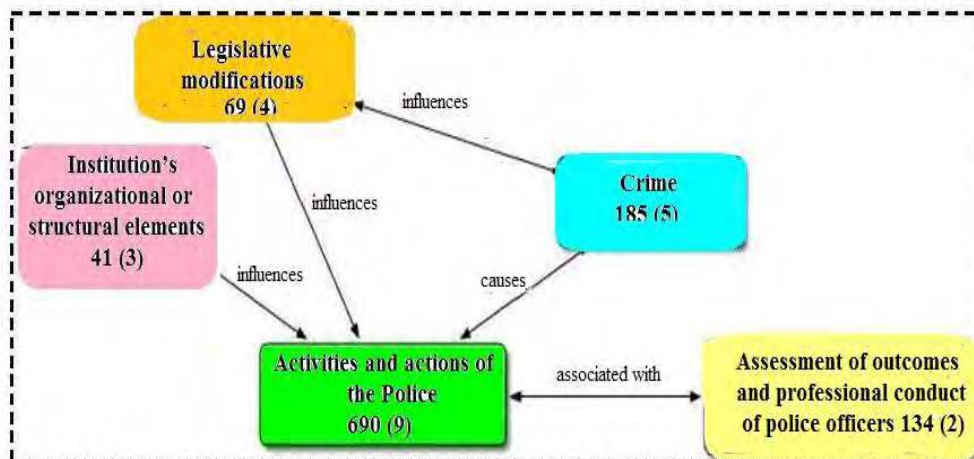 Legislative
modifications
69 (4)
influences
Institution's
organizational or
structural elements
41 (3)
Crime
185 (5)
influences
influences
causes
Activities and actions of
the Police
690 (9)
associated with
Assessment of outcomes
and professional conduct
of police officers 134 (2)